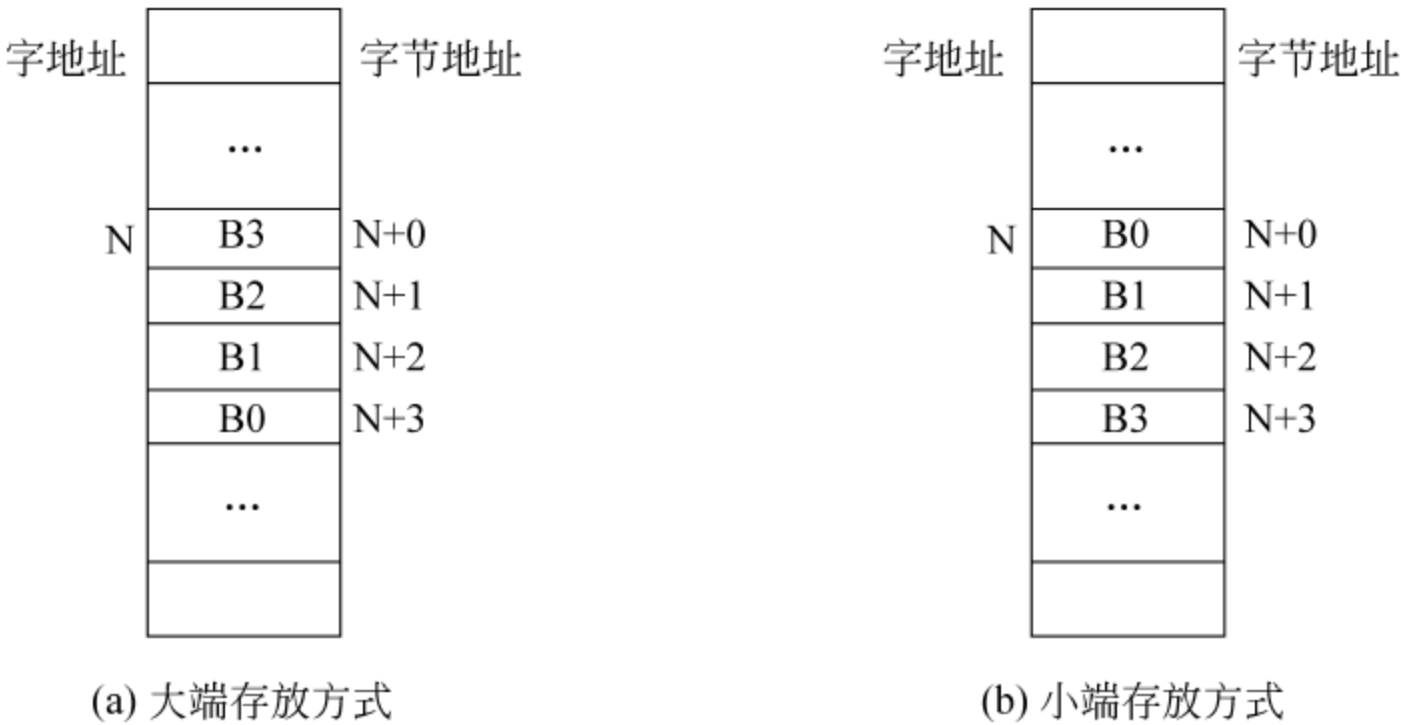 字地址 字节地址 字地址 字节地址
... ...
N B3 N+0 N B0 N+0
B2 N+1 B1 N+1
B1 N+2 B2 N+2
B0 N+3 B3 N+3
... ...
(a) 大端存放方式 (b) 小端存放方式